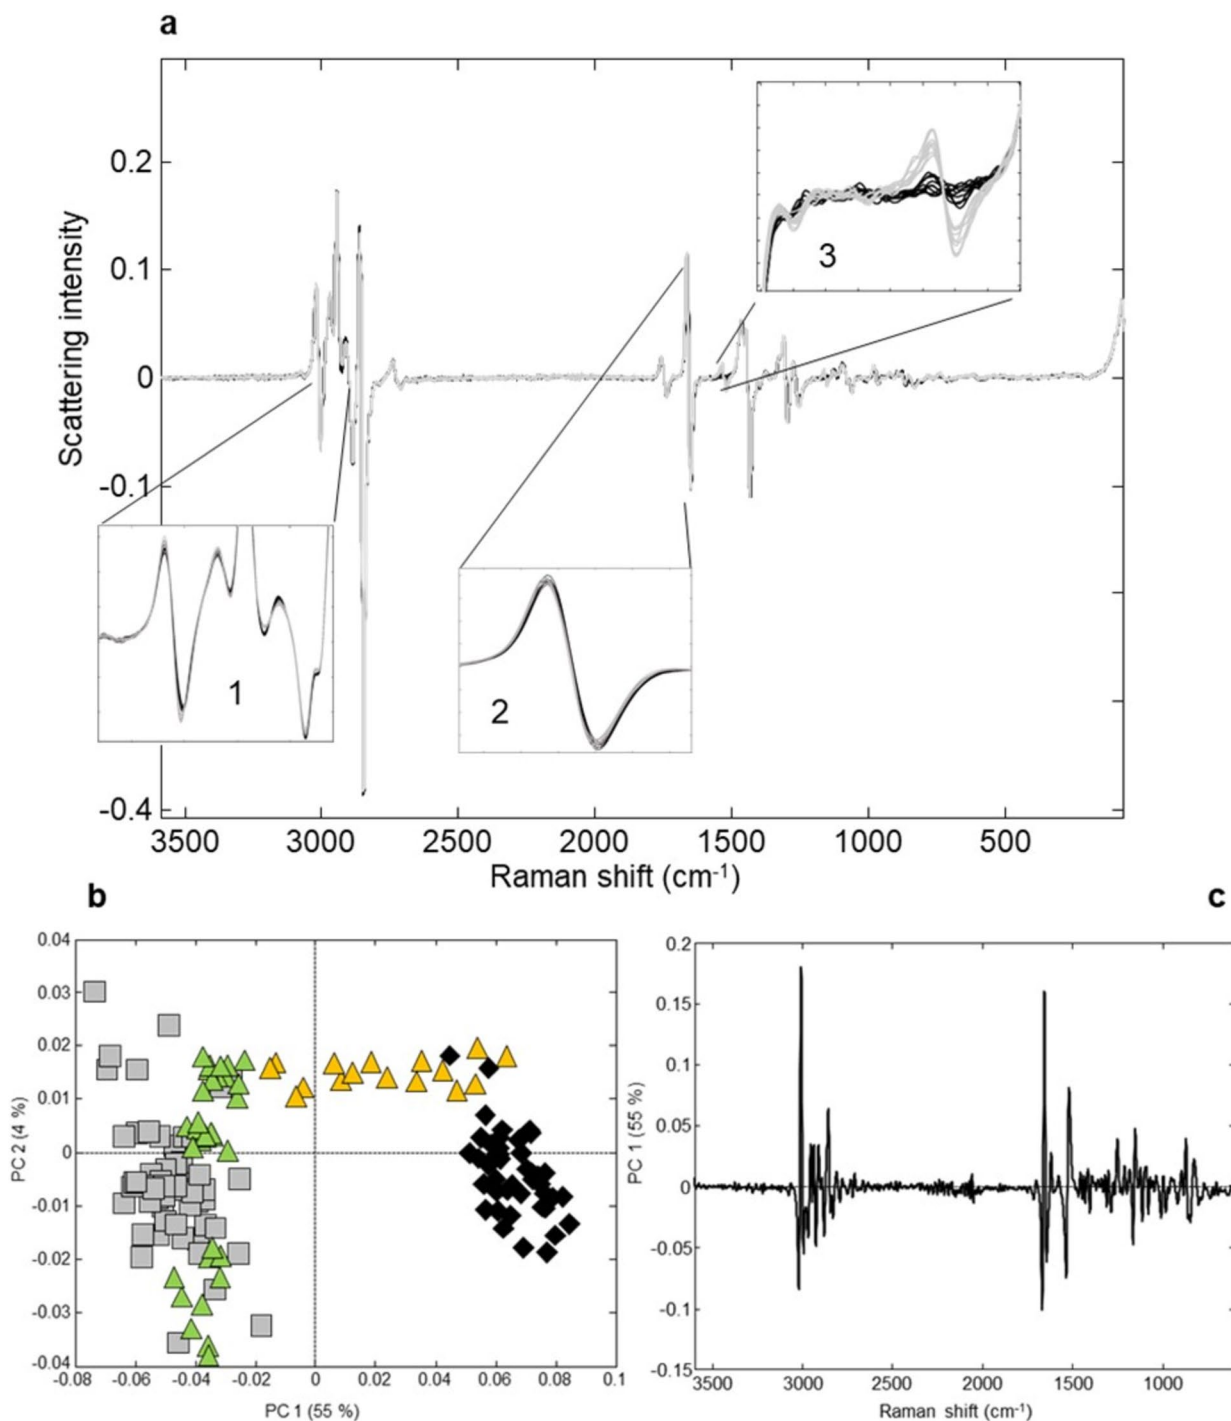 a
0.2
0.1
0
-0.1
-0.4
Scattering intensity
3
1
2
3500 3000 2500 2000 1500 1000 500
Raman shift (cm-1)
b
c
0.04
0.03
0.02
0.01
0
-0.01
-0.02
-0.03
-0.04
PC 2 (4 %)
-0.08 -0.06 -0.04 -0.02 0 0.02 0.04 0.06 0.08 0.1
PC 1 (55 %)
0.2
0.15
0.1
0.05
0
-0.05
-0.1
-0.15
PC 1 (55 %)
3500 3000 2500 2000 1500 1000
Raman shift (cm-1)